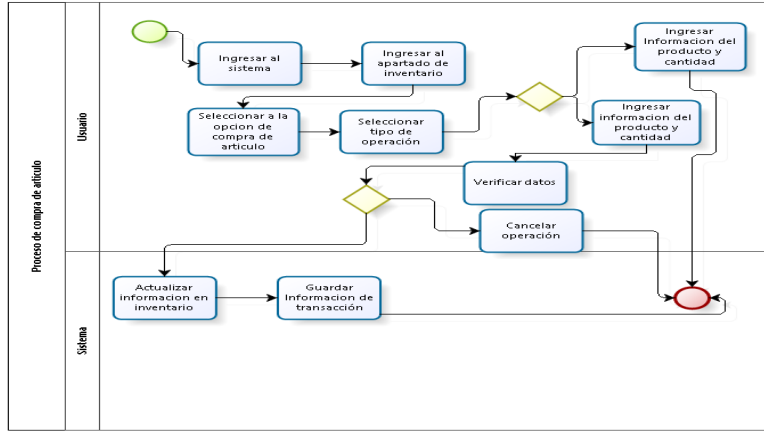 Proceso de compra de artículo
Usuario
Ingresar al
sistema
Ingresar al
apartado de
inventario
Ingresar
Informacion del
producto y
cantidad
Seleccionar a la
opcion de
compra de
articulo
Seleccionar
tipo de
operación
Ingresar
informacion del
producto y
cantidad
Verificar datos
Cancelar
operación
Sistema
Actualizar
informacion en
inventario
Guardar
Informacion de
transacción